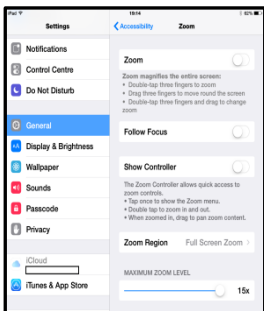 iPad
19:14
62%
Settings
Accessibility
Zoom
Notifications
Control Centre
Do Not Disturb
General
Display & Brightness
Wallpaper
Sounds
Passcode
Privacy
iCloud
iTunes & App Store
Zoom
Zoom magnifies the entire screen:
• Double-tap three fingers to zoom
• Drag three fingers to move round the screen
• Double-tap three fingers and drag to change
zoom
Follow Focus
Show Controller
The Zoom Controller allows quick access to
zoom controls.
• Tap once to show the Zoom menu.
• Double tap to zoom in and out.
• When zoomed in, drag to pan zoom content.
Zoom Region Full Screen Zoom >
MAXIMUM ZOOM LEVEL
15x